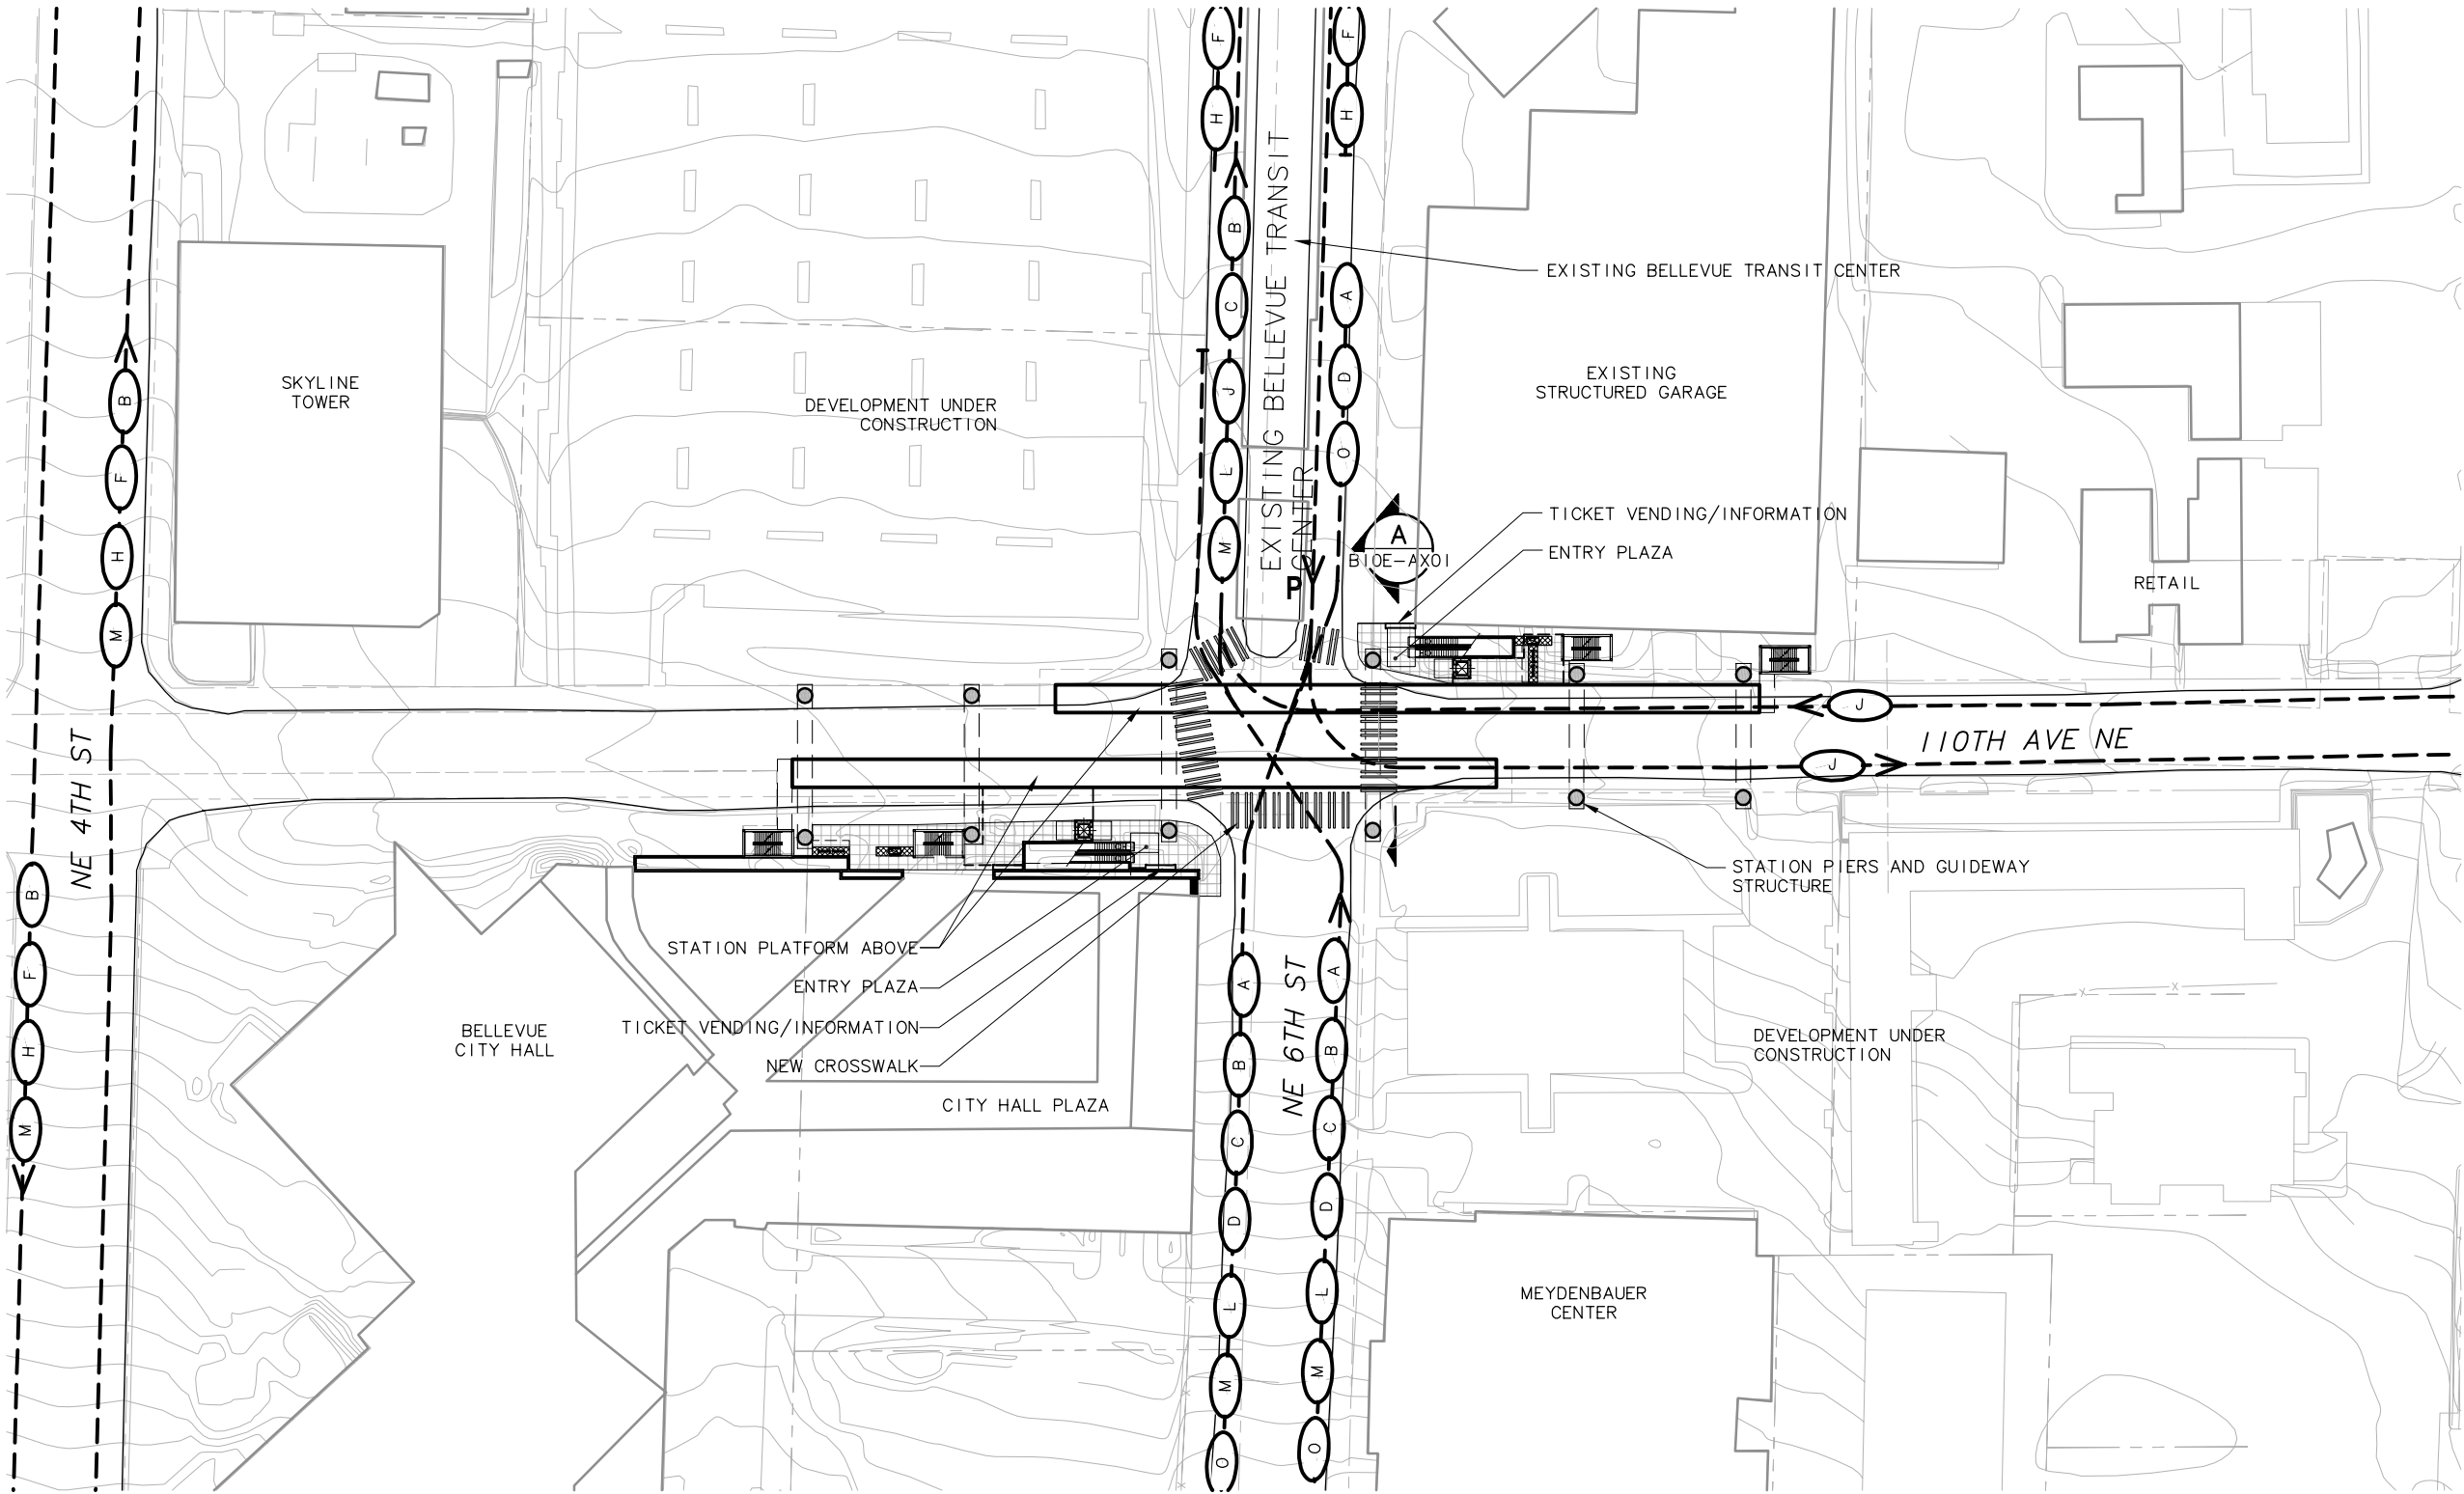 F
H
B
C
J
L
M
F
H
A
D
O
EXISTING BELLEVUE TRANSIT
CENTER
P
EXISTING BELLEVUE TRANSIT CENTER
SKYLINE
TOWER
B
F
H
M
DEVELOPMENT UNDER
CONSTRUCTION
EXISTING
STRUCTURED GARAGE
TICKET VENDING/INFORMATION
ENTRY PLAZA
A
B10E-AX01
RETAIL
J
110TH AVE NE
J
NE 4TH ST
B
F
H
M
STATION PIERS AND GUIDEWAY
STRUCTURE
STATION PLATFORM ABOVE
ENTRY PLAZA
TICKET VENDING/INFORMATION
NEW CROSSWALK
BELLEVUE
CITY HALL
CITY HALL PLAZA
NE 6TH ST
A
B
C
D
L
M
O
A
B
C
D
L
M
O
DEVELOPMENT UNDER
CONSTRUCTION
MEYDENBAUER
CENTER